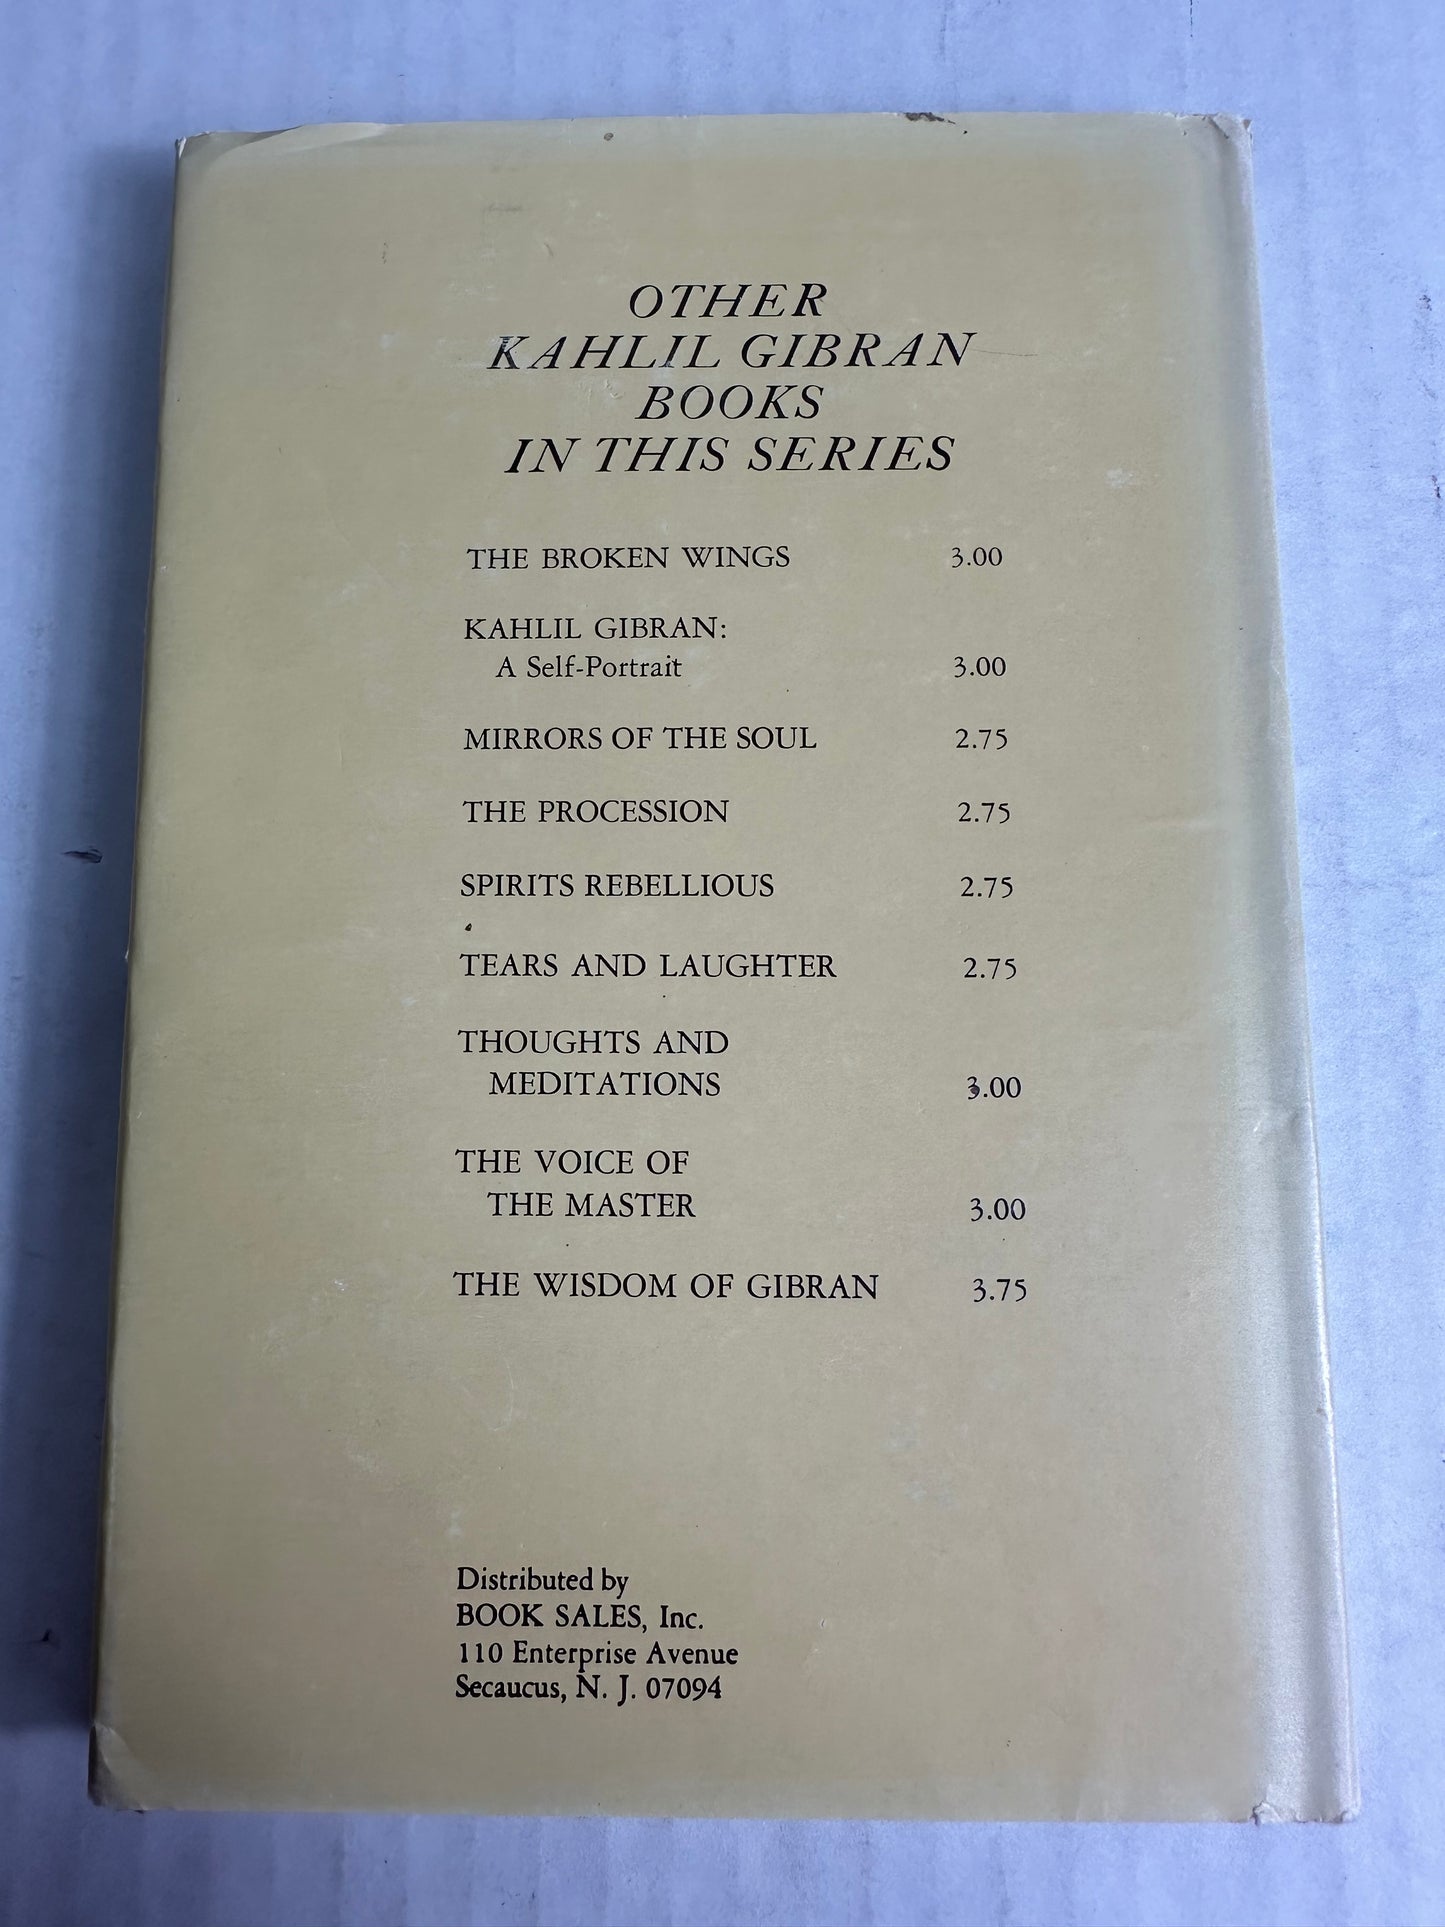 OTHER
KAHLIL GIBRAN
BOOKS
IN THIS SERIES
THE BROKEN WINGS 3.00
KAHLIL GIBRAN:
A Self-Portrait 3.00
MIRRORS OF THE SOUL 2.75
THE PROCESSION 2.75
SPIRITS REBELLIOUS 2.75
TEARS AND LAUGHTER 2.75
THOUGHTS AND
MEDITATIONS 3.00
THE VOICE OF
THE MASTER 3.00
THE WISDOM OF GIBRAN 3.75
Distributed by
BOOK SALES, Inc.
110 Enterprise Avenue
Secaucus, N. J. 07094